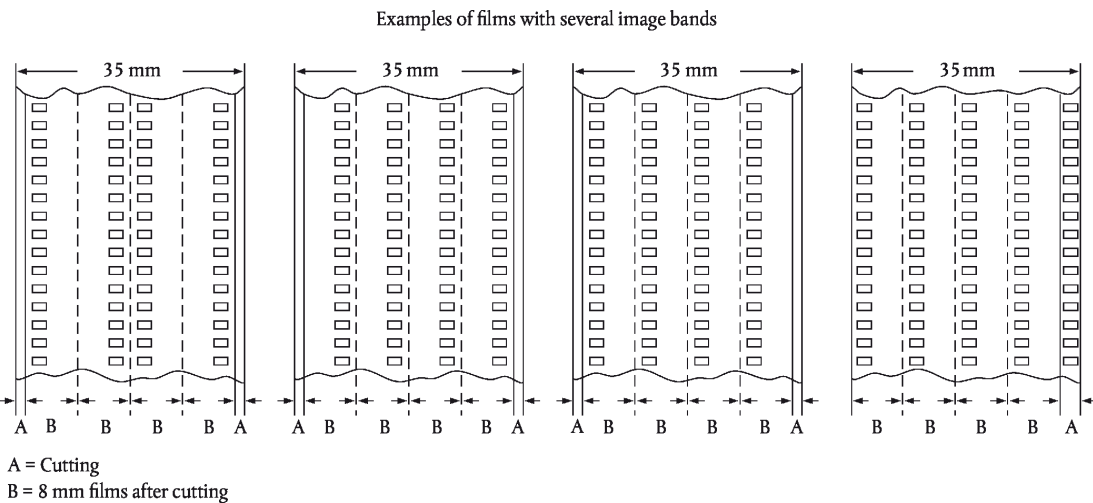 Examples of films with several image bands
35 mm 35 mm 35 mm 35 mm
A B B B B A B B B B A A B B B B A B B B B A
A = Cutting
B = 8 mm films after cutting